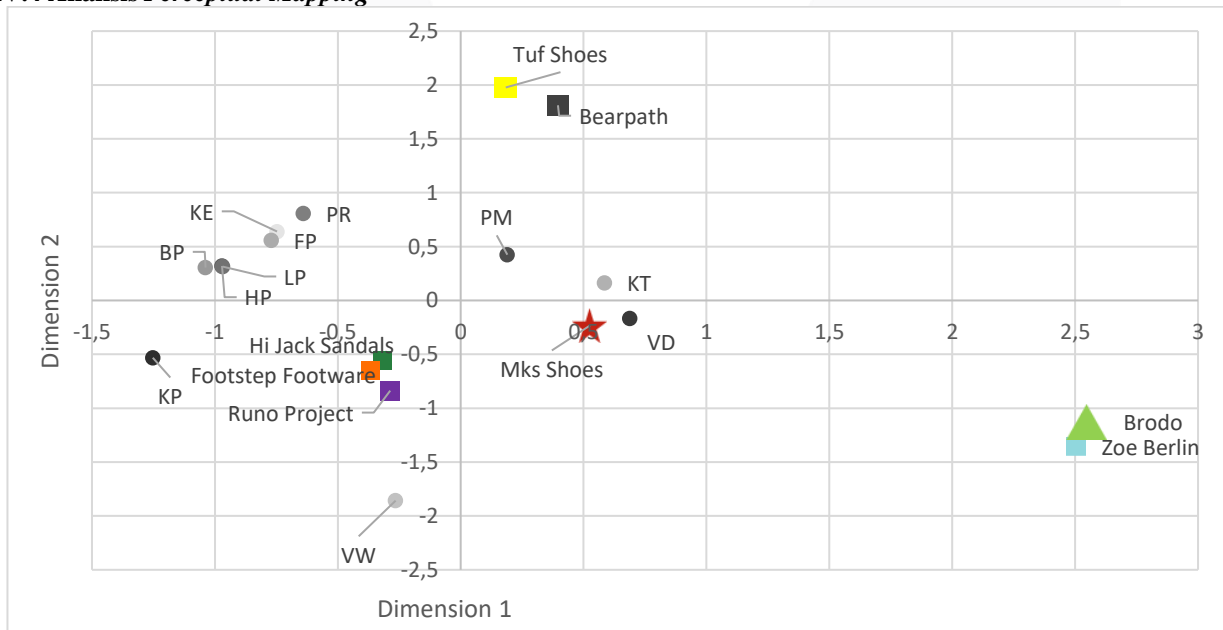 Analisis Perceptual Mapping
2,5
Tuf Shoes
2
Bearpath
1,5
1
KE
PR
PM
0,5
BP
FP
LP
KT
HP
0
-1,5
-1
-0,5
0
0,5
1
1,5
2
2,5
3
VD
Hi Jack Sandals
-0,5
Mks Shoes
KP
Footstep Footware
Runo Project
-1
Brodo
Zoe Berlin
-1,5
VW
-2
-2,5
Dimension 2
Dimension 1